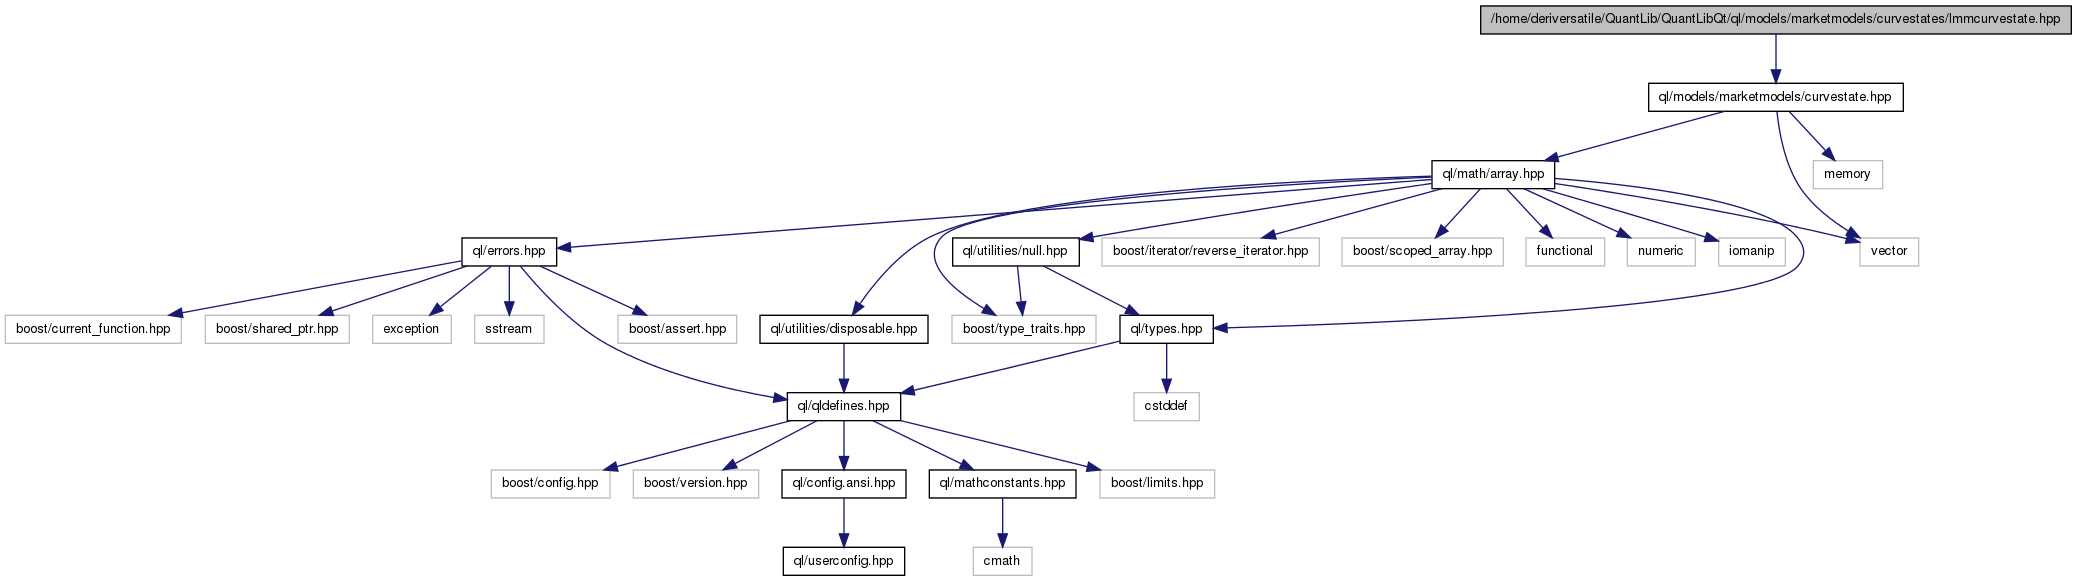 /home/deriversatile/QuantLib/QuantLibQt/ql/models/marketmodels/curvestates/lmmcurvestate.hpp
ql/models/marketmodels/curvestate.hpp
ql/math/array.hpp
memory
ql/errors.hpp
ql/utilities/null.hpp
boost/iterator/reverse_iterator.hpp
boost/scoped_array.hpp
functional
numeric
iomanip
vector
boost/current_function.hpp
boost/shared_ptr.hpp
exception
sstream
boost/assert.hpp
ql/utilities/disposable.hpp
boost/type_traits.hpp
ql/types.hpp
ql/qldefines.hpp
cstddef
boost/config.hpp
boost/version.hpp
ql/config.ansi.hpp
ql/mathconstants.hpp
boost/limits.hpp
ql/userconfig.hpp
cmath